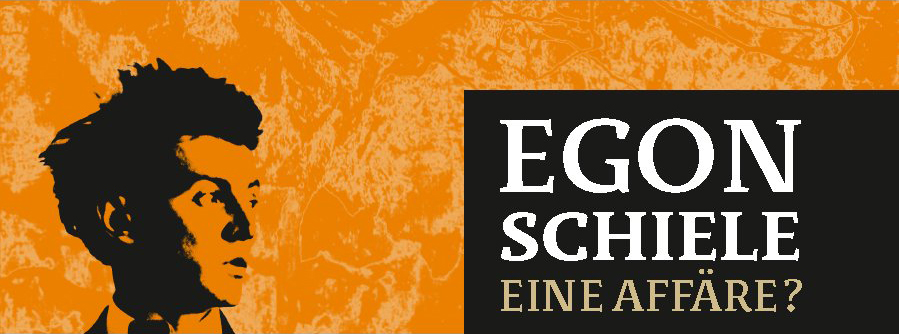 EGON
SCHIELE
EINE AFFÄRE?